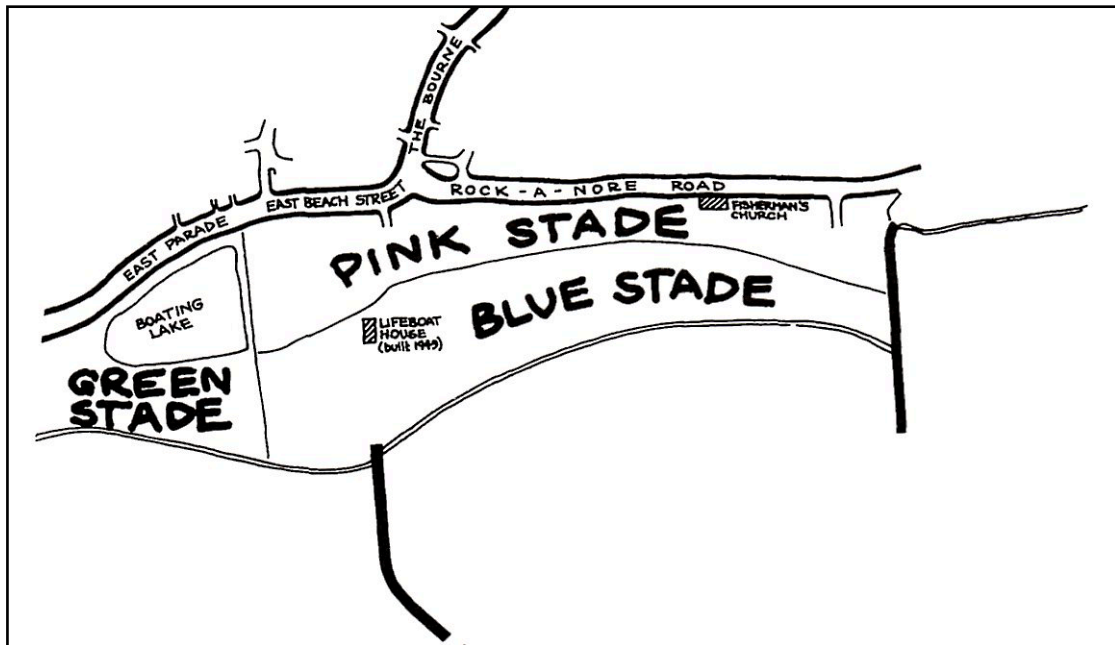 THE BOURNE
ROCK-A-NORE ROAD
EAST BEACH STREET
EAST PARADE
FISHERMAN'S
CHURCH
PINK STADE
BLUE STADE
BOATING
LAKE
LIFEBOAT
HOUSE
(built 1949)
GREEN
STADE